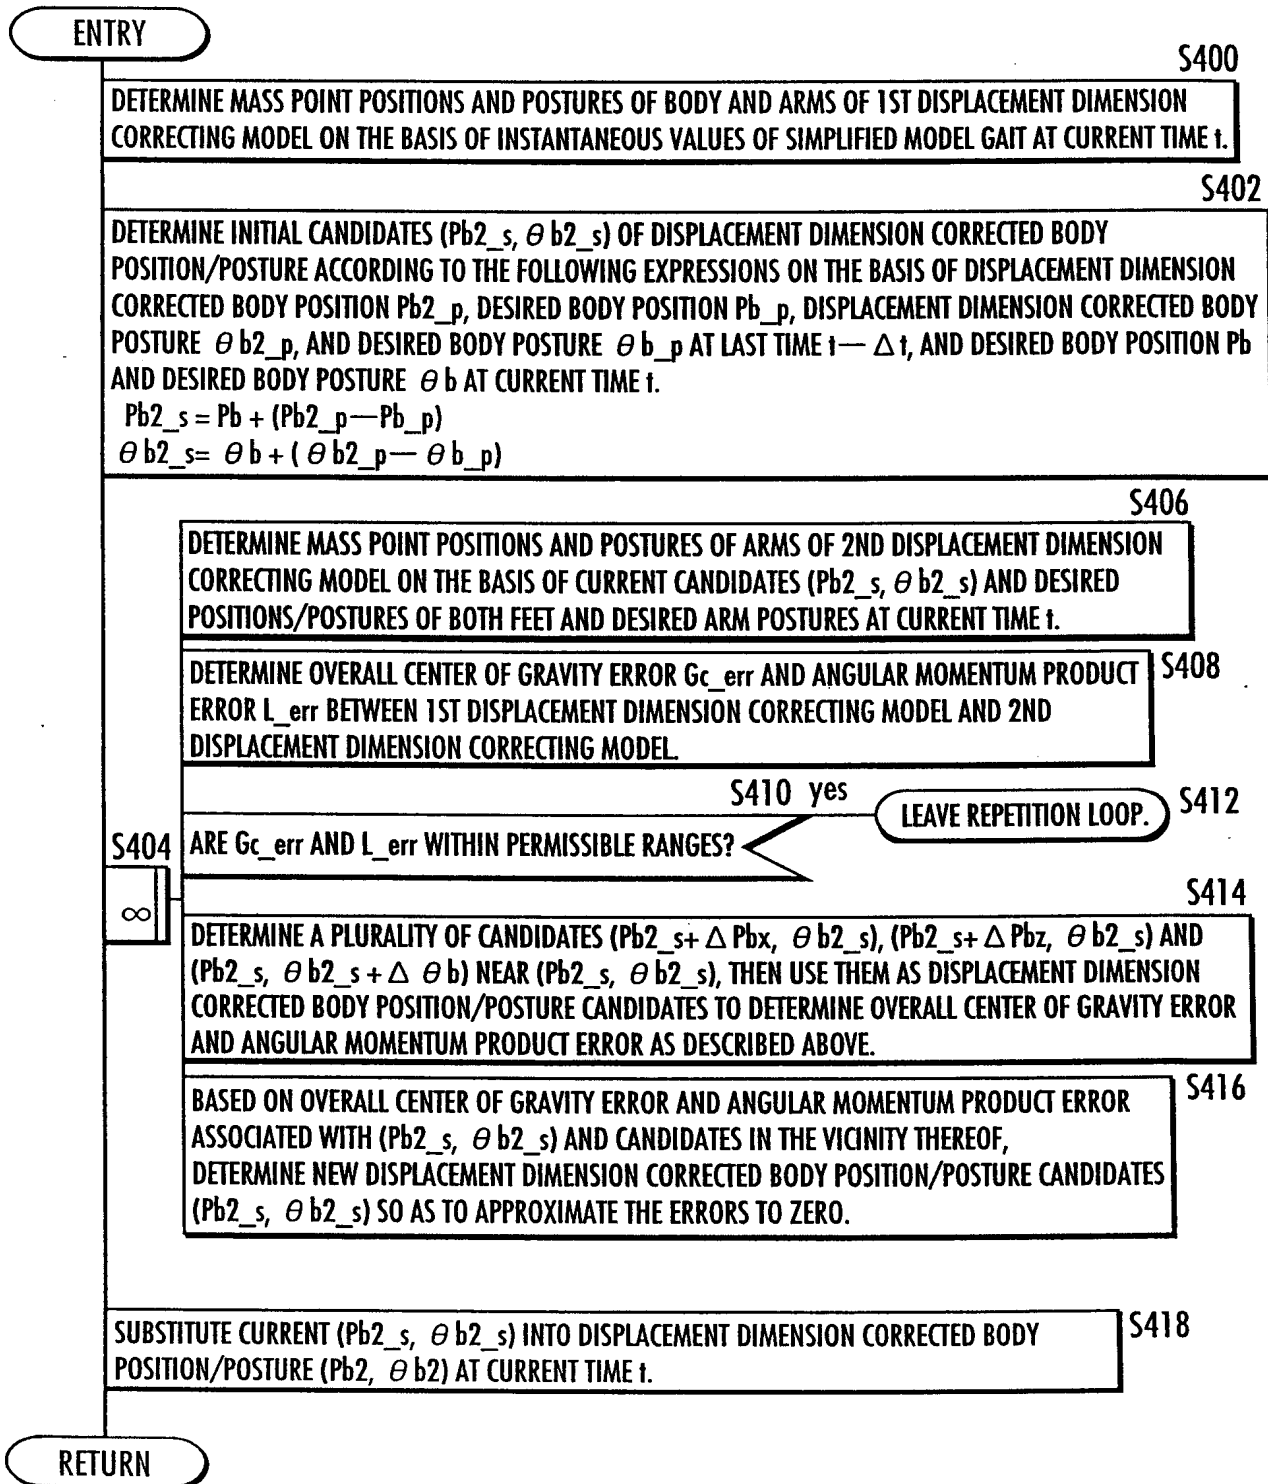 ENTRY
S400
DETERMINE MASS POINT POSITIONS AND POSTURES OF BODY AND ARMS OF 1ST DISPLACEMENT DIMENSION
CORRECTING MODEL ON THE BASIS OF INSTANTANEOUS VALUES OF SIMPLIFIED MODEL GAIT AT CURRENT TIME t.
S402
DETERMINE INITIAL CANDIDATES (Pb2_s, θ b2_s) OF DISPLACEMENT DIMENSION CORRECTED BODY
POSITION/POSTURE ACCORDING TO THE FOLLOWING EXPRESSIONS ON THE BASIS OF DISPLACEMENT DIMENSION
CORRECTED BODY POSITION Pb2_p, DESIRED BODY POSITION Pb_p, DISPLACEMENT DIMENSION CORRECTED BODY
POSTURE θ b2_p, AND DESIRED BODY POSTURE θ b_p AT LAST TIME t— Δ t, AND DESIRED BODY POSITION Pb
AND DESIRED BODY POSTURE θ b AT CURRENT TIME t.
Pb2_s = Pb + (Pb2_p—Pb_p)
θ b2_s= θ b + ( θ b2_p— θ b_p)
S406
DETERMINE MASS POINT POSITIONS AND POSTURES OF ARMS OF 2ND DISPLACEMENT DIMENSION
CORRECTING MODEL ON THE BASIS OF CURRENT CANDIDATES (Pb2_s, θ b2_s) AND DESIRED
POSITIONS/POSTURES OF BOTH FEET AND DESIRED ARM POSTURES AT CURRENT TIME t.
S408
DETERMINE OVERALL CENTER OF GRAVITY ERROR Gc_err AND ANGULAR MOMENTUM PRODUCT
ERROR L_err BETWEEN 1ST DISPLACEMENT DIMENSION CORRECTING MODEL AND 2ND
DISPLACEMENT DIMENSION CORRECTING MODEL.
S410 yes
LEAVE REPETITION LOOP.
S412
S404
ARE Gc_err AND L_err WITHIN PERMISSIBLE RANGES?
∞
S414
DETERMINE A PLURALITY OF CANDIDATES (Pb2_s+ Δ Pbx, θ b2_s), (Pb2_s+ Δ Pbz, θ b2_s) AND
(Pb2_s, θ b2_s + Δ θ b) NEAR (Pb2_s, θ b2_s), THEN USE THEM AS DISPLACEMENT DIMENSION
CORRECTED BODY POSITION/POSTURE CANDIDATES TO DETERMINE OVERALL CENTER OF GRAVITY ERROR
AND ANGULAR MOMENTUM PRODUCT ERROR AS DESCRIBED ABOVE.
S416
BASED ON OVERALL CENTER OF GRAVITY ERROR AND ANGULAR MOMENTUM PRODUCT ERROR
ASSOCIATED WITH (Pb2_s, θ b2_s) AND CANDIDATES IN THE VICINITY THEREOF,
DETERMINE NEW DISPLACEMENT DIMENSION CORRECTED BODY POSITION/POSTURE CANDIDATES
(Pb2_s, θ b2_s) SO AS TO APPROXIMATE THE ERRORS TO ZERO.
S418
SUBSTITUTE CURRENT (Pb2_s, θ b2_s) INTO DISPLACEMENT DIMENSION CORRECTED BODY
POSITION/POSTURE (Pb2, θ b2) AT CURRENT TIME t.
RETURN